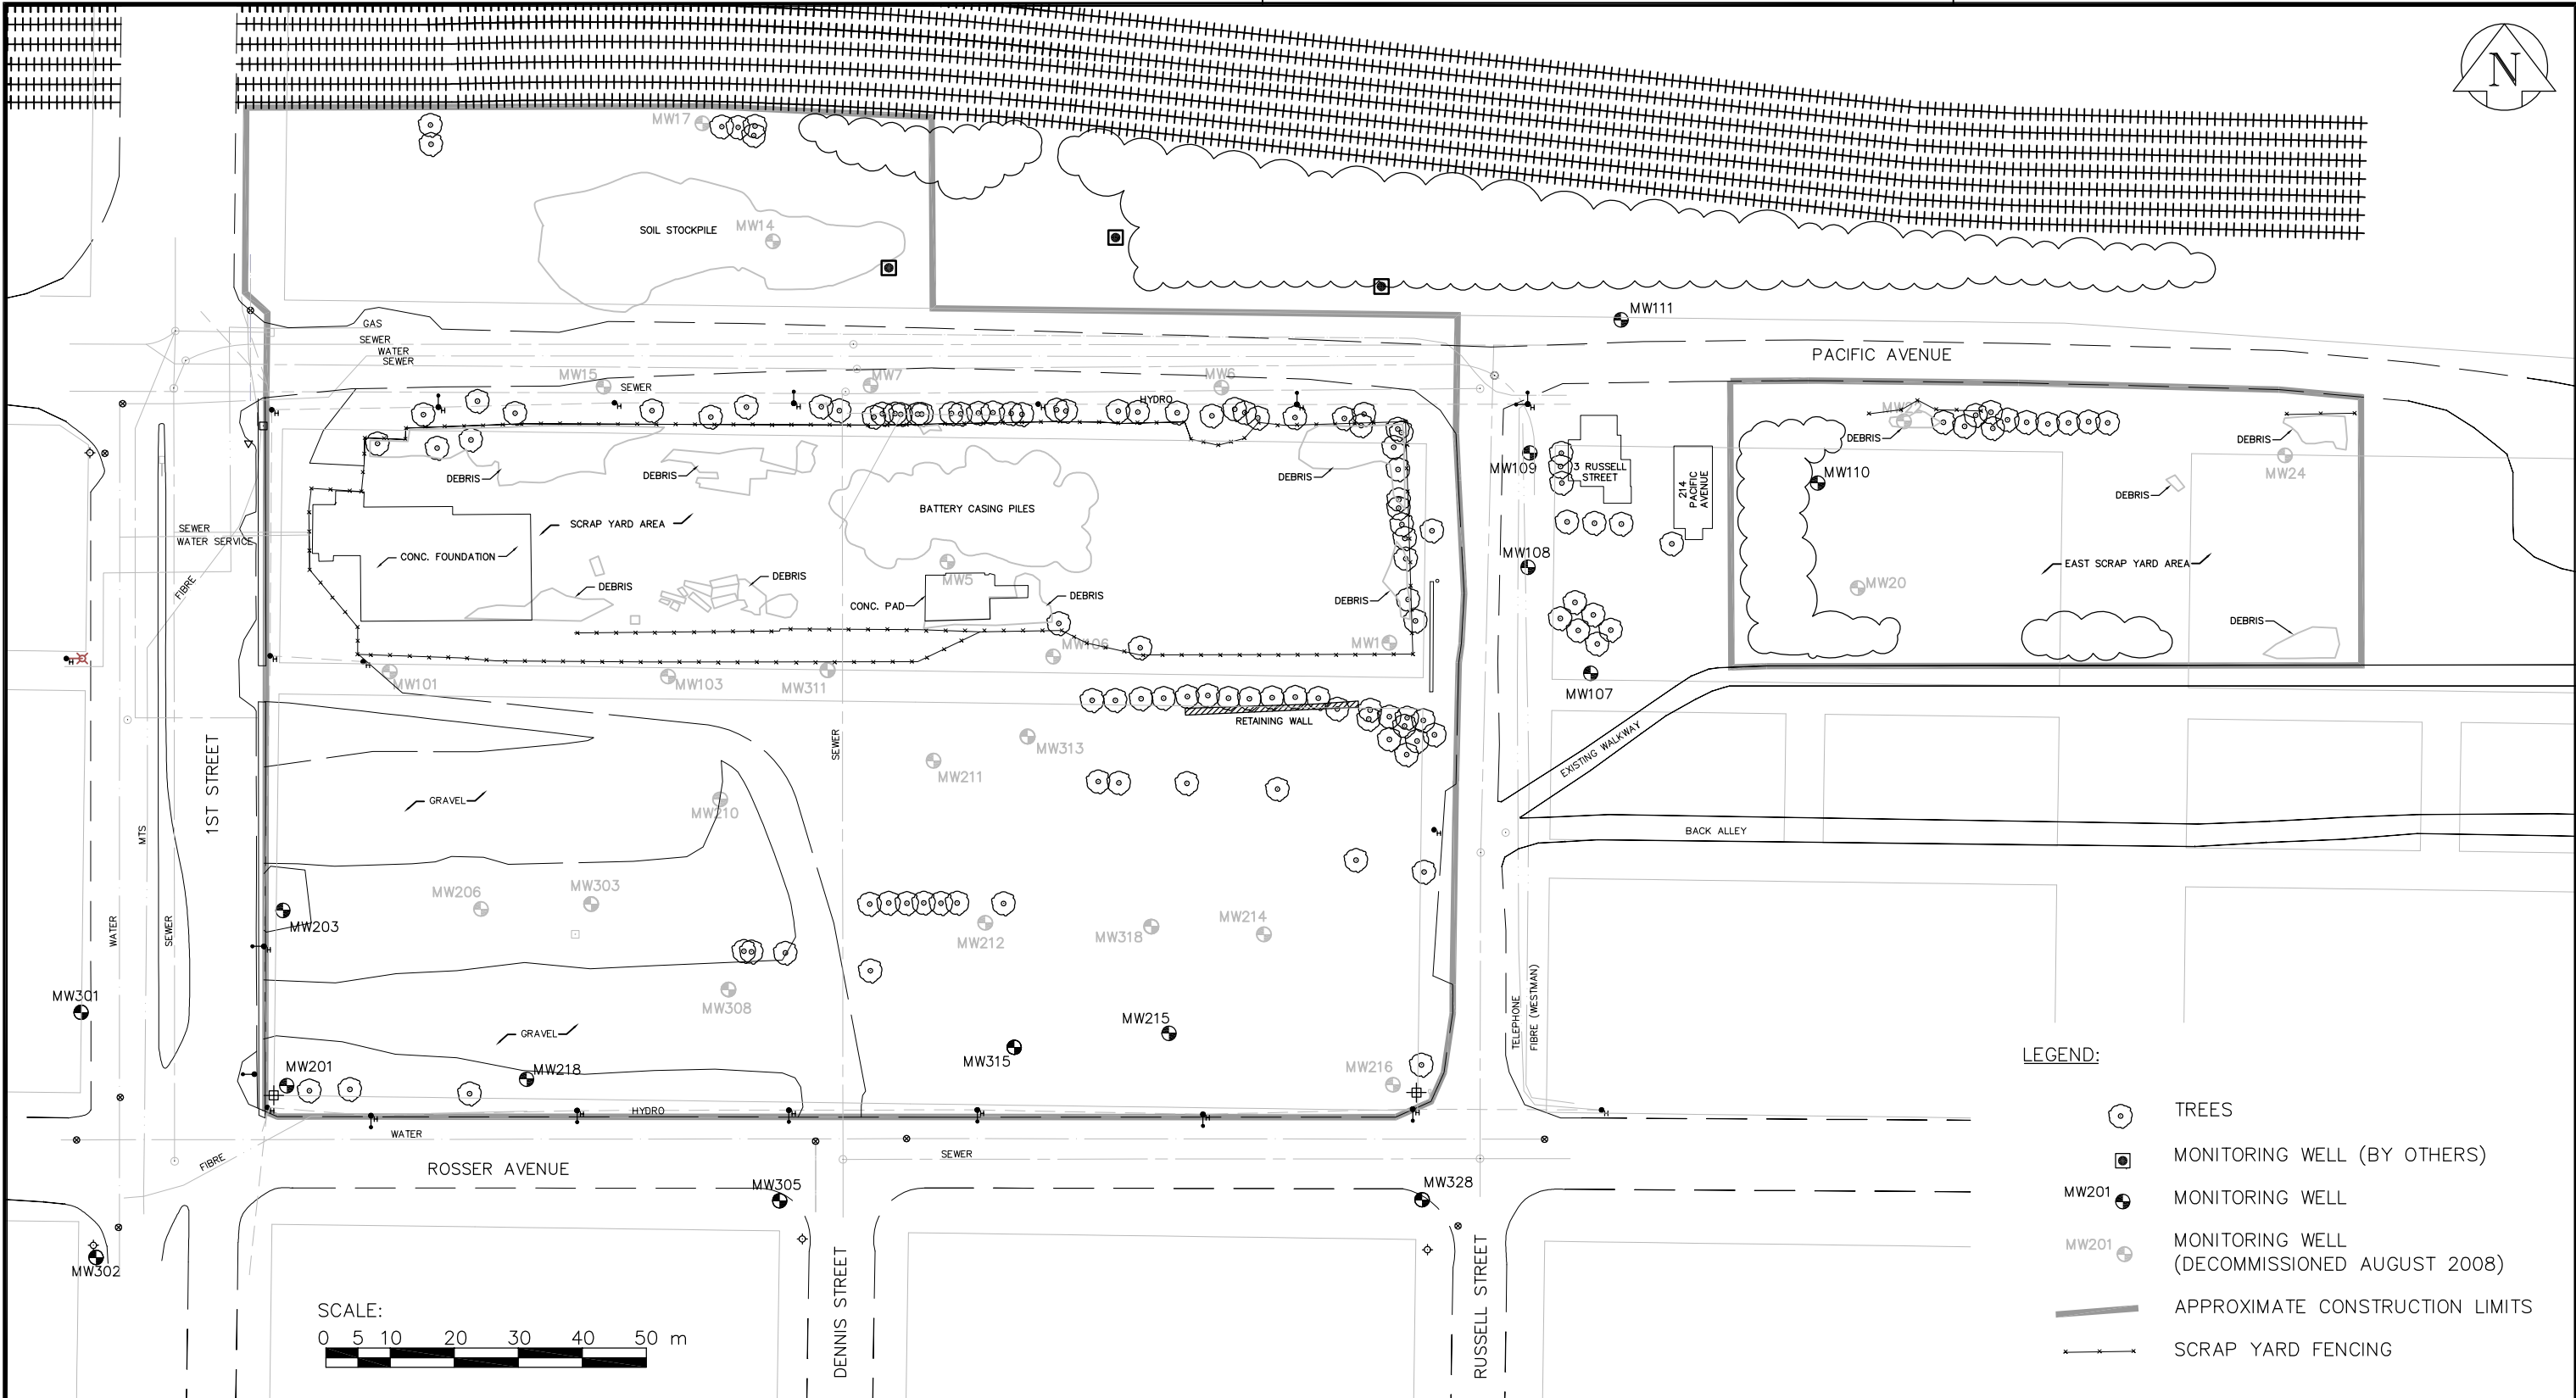 N
MW17
SOIL STOCKPILE
MW14
MW111
GAS
SEWER
WATER
SEWER
PACIFIC AVENUE
MW15
SEWER
MW7
MW6
HYDRO
MW22
DEBRIS
DEBRIS
DEBRIS
DEBRIS
DEBRIS
MW24
MW109
3 RUSSELL
STREET
214
PACIFIC
AVENUE
MW110
DEBRIS
BATTERY CASING PILES
SCRAP YARD AREA
SEWER
WATER SERVICE
CONC. FOUNDATION
MW108
EAST SCRAP YARD AREA
FIBRE
DEBRIS
DEBRIS
MW5
CONC. PAD
DEBRIS
DEBRIS
MW20
DEBRIS
H
MW106
MW1
MW101
MW103
MW311
MW107
RETAINING WALL
1ST STREET
SEWER
MW313
MW211
EXISTING WALKWAY
GRAVEL
MW210
MTS
BACK ALLEY
H
MW206
MW303
MW203
WATER
SEWER
MW212
MW318
MW214
MW301
MW308
TELEPHONE
FIBRE (WESTMAN)
GRAVEL
MW215
MW315
MW201
MW218
MW216
HYDRO
WATER
FIBRE
SEWER
ROSSER AVENUE
MW305
MW328
MW302
DENNIS STREET
RUSSELL STREET
SCALE:
0 5 10 20 30 40 50 m
LEGEND:
TREES
MONITORING WELL (BY OTHERS)
MW201 MONITORING WELL
MW201 MONITORING WELL
(DECOMMISSIONED AUGUST 2008)
APPROXIMATE CONSTRUCTION LIMITS
SCRAP YARD FENCING